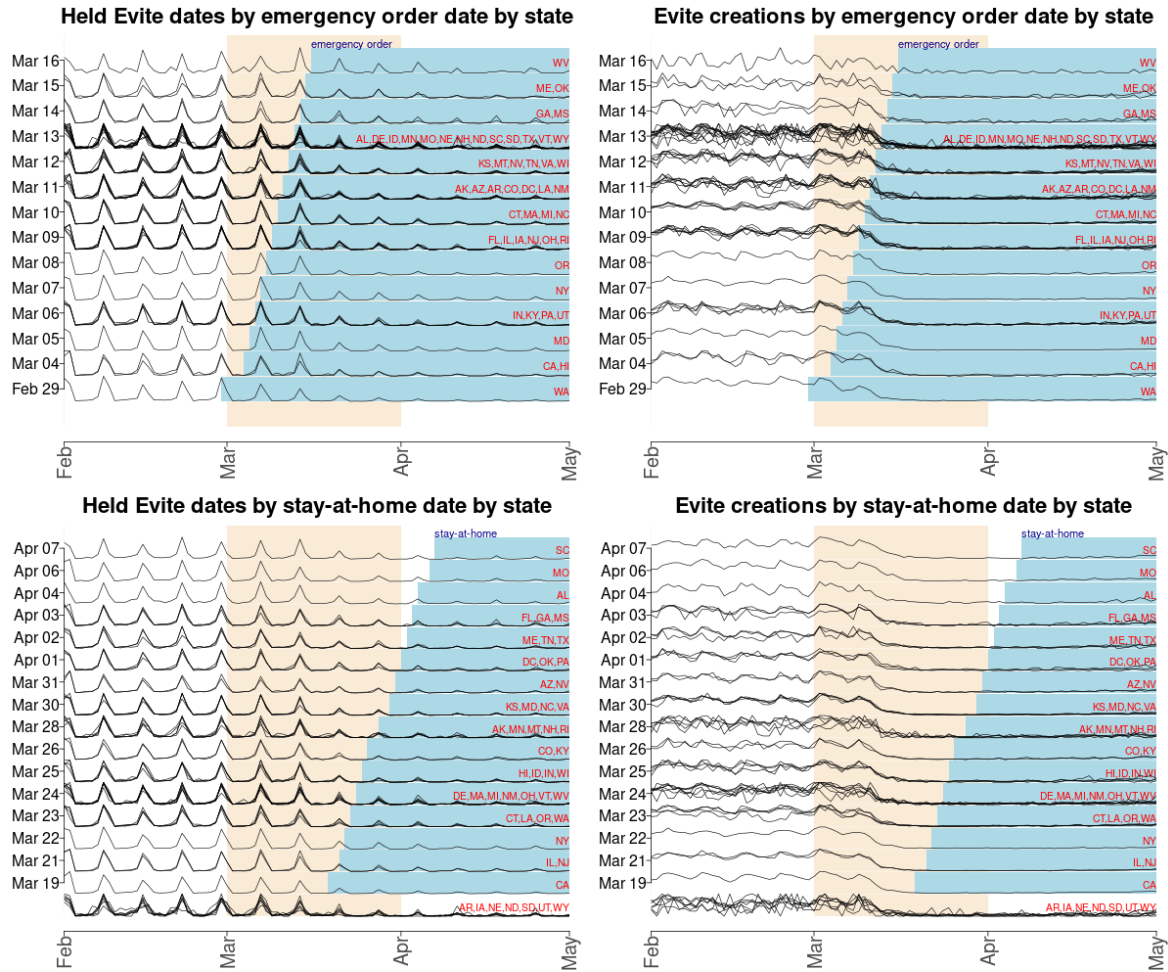 Held Evite dates by emergency order date by state
emergency order
Mar 16
WV
Mar 15
ME,OK
Mar 14
GA,MS
Mar 13
AL,DE,ID,MN,MO,NE,NH,ND,SC,SD,TX,VT,WY
Mar 12
KS,MT,NV,TN,VA,WI
Mar 11
AK,AZ,AR,CO,DC,LA,NM
Mar 10
CT,MA,MI,NC
Mar 09
FL,IL,IA,NJ,OH,RI
Mar 08
OR
Mar 07
NY
Mar 06
IN,KY,PA,UT
Mar 05
MD
Mar 04
CA,HI
Feb 29
WA
Feb
Mar
Apr
May
Evite creations by emergency order date by state
emergency order
Mar 16
WV
Mar 15
ME,OK
Mar 14
GA,MS
Mar 13
AL,DE,ID,MN,MO,NE,NH,ND,SC,SD,TX,VT,WY
Mar 12
KS,MT,NV,TN,VA,WI
Mar 11
AK,AZ,AR,CO,DC,LA,NM
Mar 10
CT,MA,MI,NC
Mar 09
FL,IL,IA,NJ,OH,RI
Mar 08
OR
Mar 07
NY
Mar 06
IN,KY,PA,UT
Mar 05
MD
Mar 04
CA,HI
Feb 29
WA
Feb
Mar
Apr
May
Held Evite dates by stay-at-home date by state
stay-at-home
Apr 07
SC
Apr 06
MO
Apr 04
AL
Apr 03
FL,GA,MS
Apr 02
ME,TN,TX
Apr 01
DC,OK,PA
Mar 31
AZ,NV
Mar 30
KS,MD,NC,VA
Mar 28
AK,MN,MT,NH,RI
Mar 26
CO,KY
Mar 25
HI,ID,IN,WI
Mar 24
DE,MA,MI,NM,OH,VT,WV
Mar 23
CT,LA,OR,WA
Mar 22
NY
Mar 21
IL,NJ
Mar 19
CA
AR,IA,NE,ND,SD,UT,WY
Feb
Mar
Apr
May
Evite creations by stay-at-home date by state
stay-at-home
Apr 07
SC
Apr 06
MO
Apr 04
AL
Apr 03
FL,GA,MS
Apr 02
ME,TN,TX
Apr 01
DC,OK,PA
Mar 31
AZ,NV
Mar 30
KS,MD,NC,VA
Mar 28
AK,MN,MT,NH,RI
Mar 26
CO,KY
Mar 25
HI,ID,IN,WI
Mar 24
DE,MA,MI,NM,OH,VT,WV
Mar 23
CT,LA,OR,WA
Mar 22
NY
Mar 21
IL,NJ
Mar 19
CA
AR,IA,NE,ND,SD,UT,WY
Feb
Mar
Apr
May